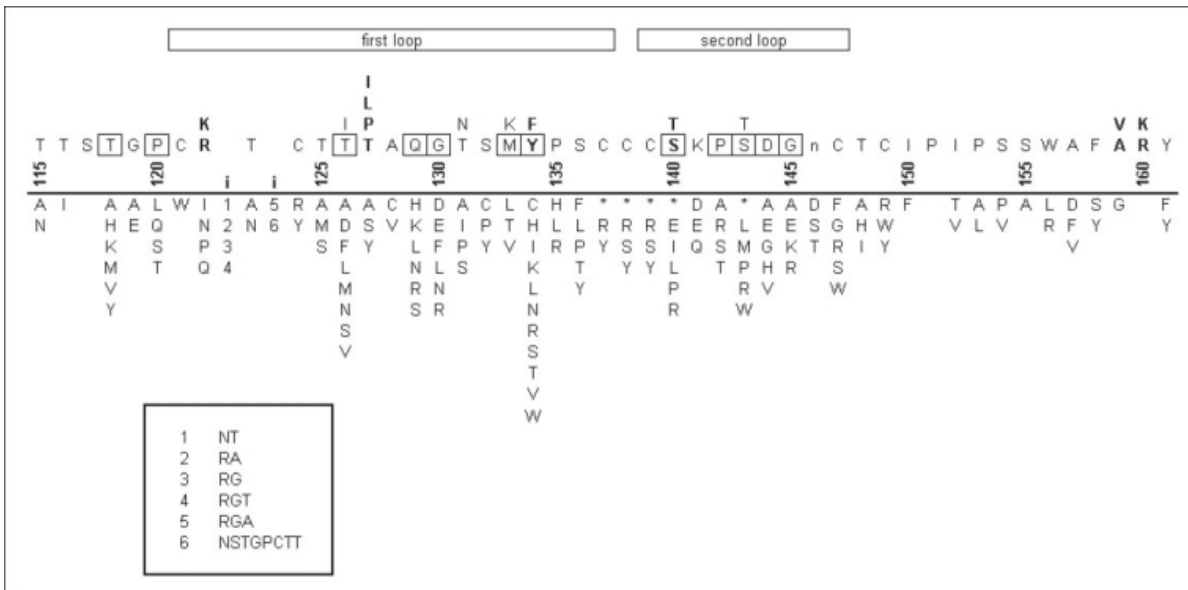 first loop second loop
I
L
K I P N K F T T V K
T T S T G P C R T C T T T A Q G T S M Y P S C C C S K P S D G n C T C I P I P S S W A F A R Y
i i
115 120 125 130 135 140 145 150 155 160
A I A A L W I 1 A 5 R A A A C H D A C L C H F * * * * D A * A A D F A R F T A P A L D S G F
N H E Q N 2 N 6 Y M D S V K E I P T H L L R R R E E R L E E S G H W V L V R F Y Y
K S P 3 S F Y L F P Y V I R P S S I Q S M G K T R I Y V
M T Q 4 L N L S K T Y Y L T P H R S W
V M R N L Y P R V W
Y N S R N R W
S R
V S
T
V
W
1 NT
2 RA
3 RG
4 RGT
5 RGA
6 NSTGPCTT